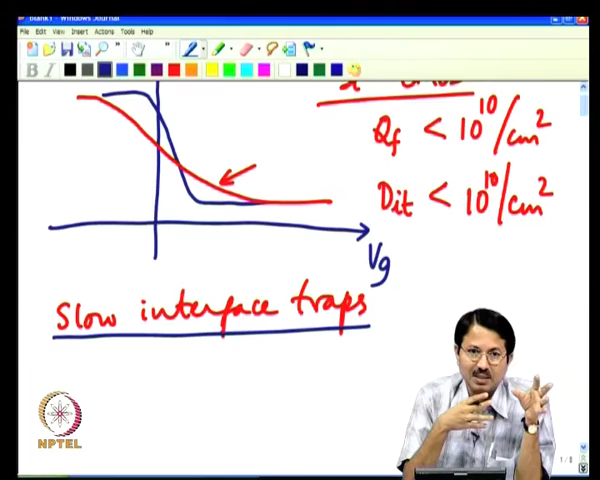 Blank1 - Windows Journal
File Edit View Insert Actions Tools Help
B I
Qf < 10^10/cm^2
Dit < 10^10/cm^2
Vg
Slow interface traps
NPTEL
1/